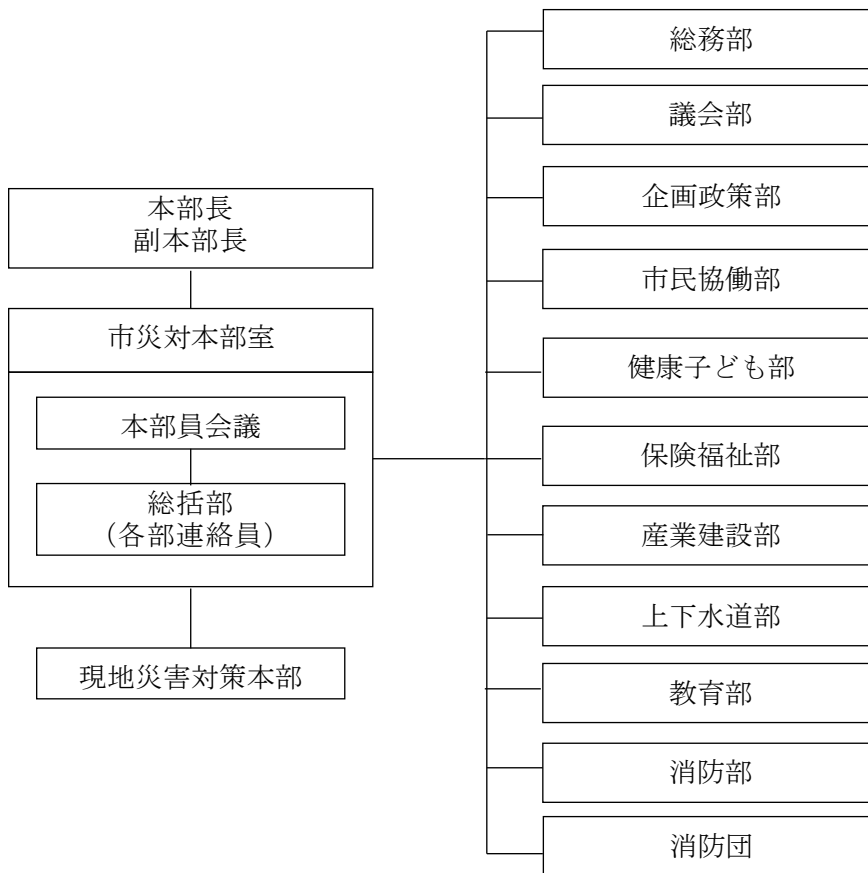 本部長
副本部長
市災対本部室
本部員会議
総括部
（各部連絡員）
現地災害対策本部
総務部
議会部
企画政策部
市民協働部
健康子ども部
保険福祉部
産業建設部
上下水道部
教育部
消防部
消防団